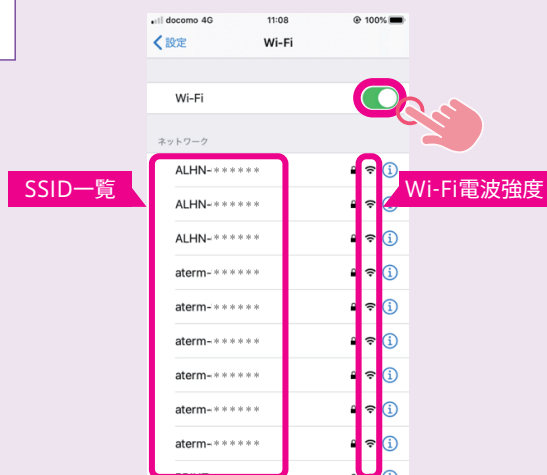 docomo 4G 11:08 100%
設定 Wi-Fi
Wi-Fi
ネットワーク
SSID一覧
Wi-Fi電波強度
ALHN-******
ALHN-******
ALHN-******
aterm-******
aterm-******
aterm-******
aterm-******
aterm-******
aterm-******